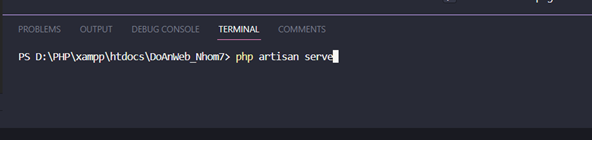 PROBLEMS OUTPUT DEBUG CONSOLE TERMINAL COMMENTS
PS D:\PHP\xampp\htdocs\DoAnWeb_Nhom7> php artisan serve